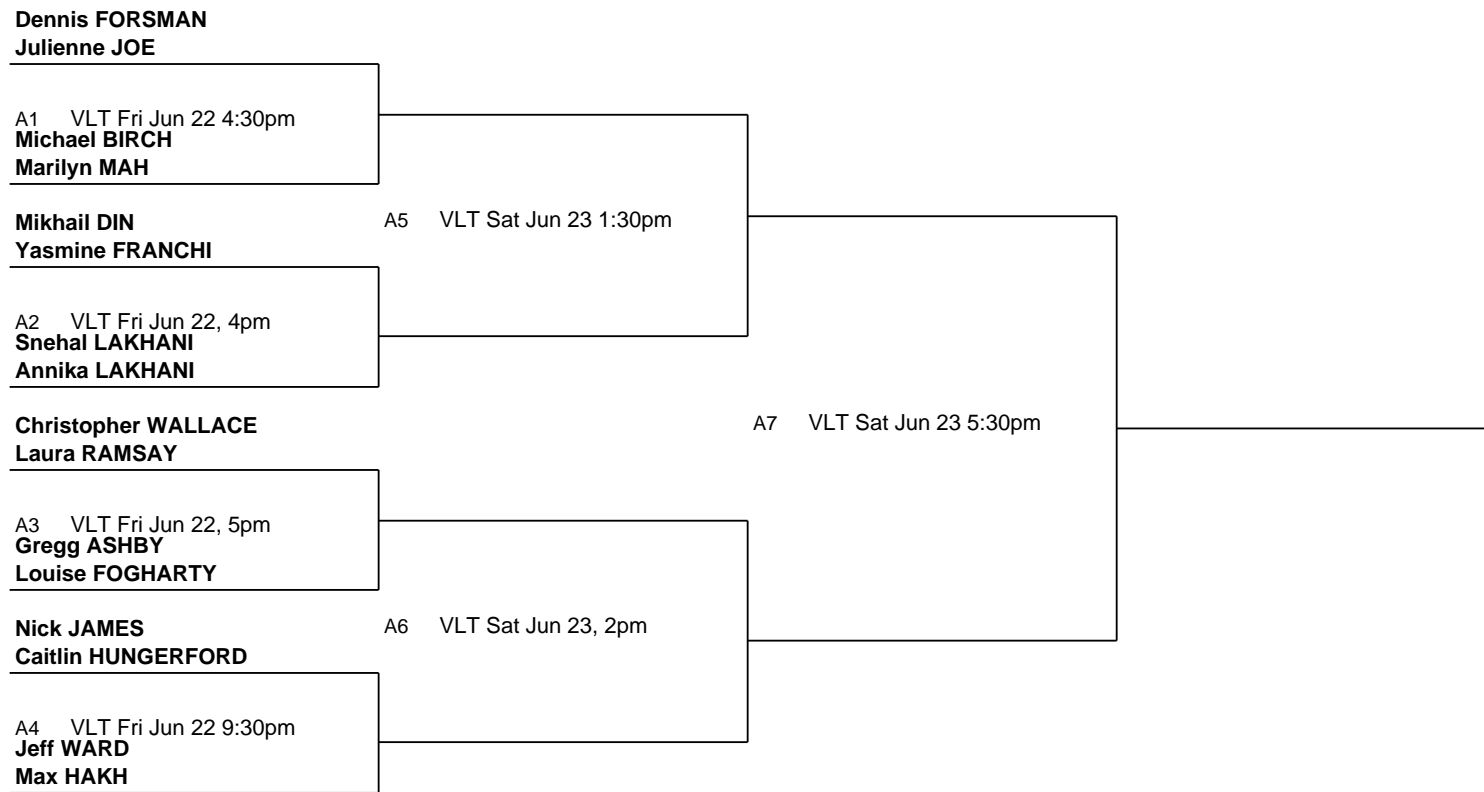 Dennis FORSMAN
Julienne JOE
A1 VLT Fri Jun 22 4:30pm
Michael BIRCH
Marilyn MAH
Mikhail DIN
Yasmine FRANCHI
A5 VLT Sat Jun 23 1:30pm
A2 VLT Fri Jun 22, 4pm
Snehal LAKHANI
Annika LAKHANI
Christopher WALLACE
Laura RAMSAY
A7 VLT Sat Jun 23 5:30pm
A3 VLT Fri Jun 22, 5pm
Gregg ASHBY
Louise FOGHARTY
Nick JAMES
Caitlin HUNGERFORD
A6 VLT Sat Jun 23, 2pm
A4 VLT Fri Jun 22 9:30pm
Jeff WARD
Max HAKH